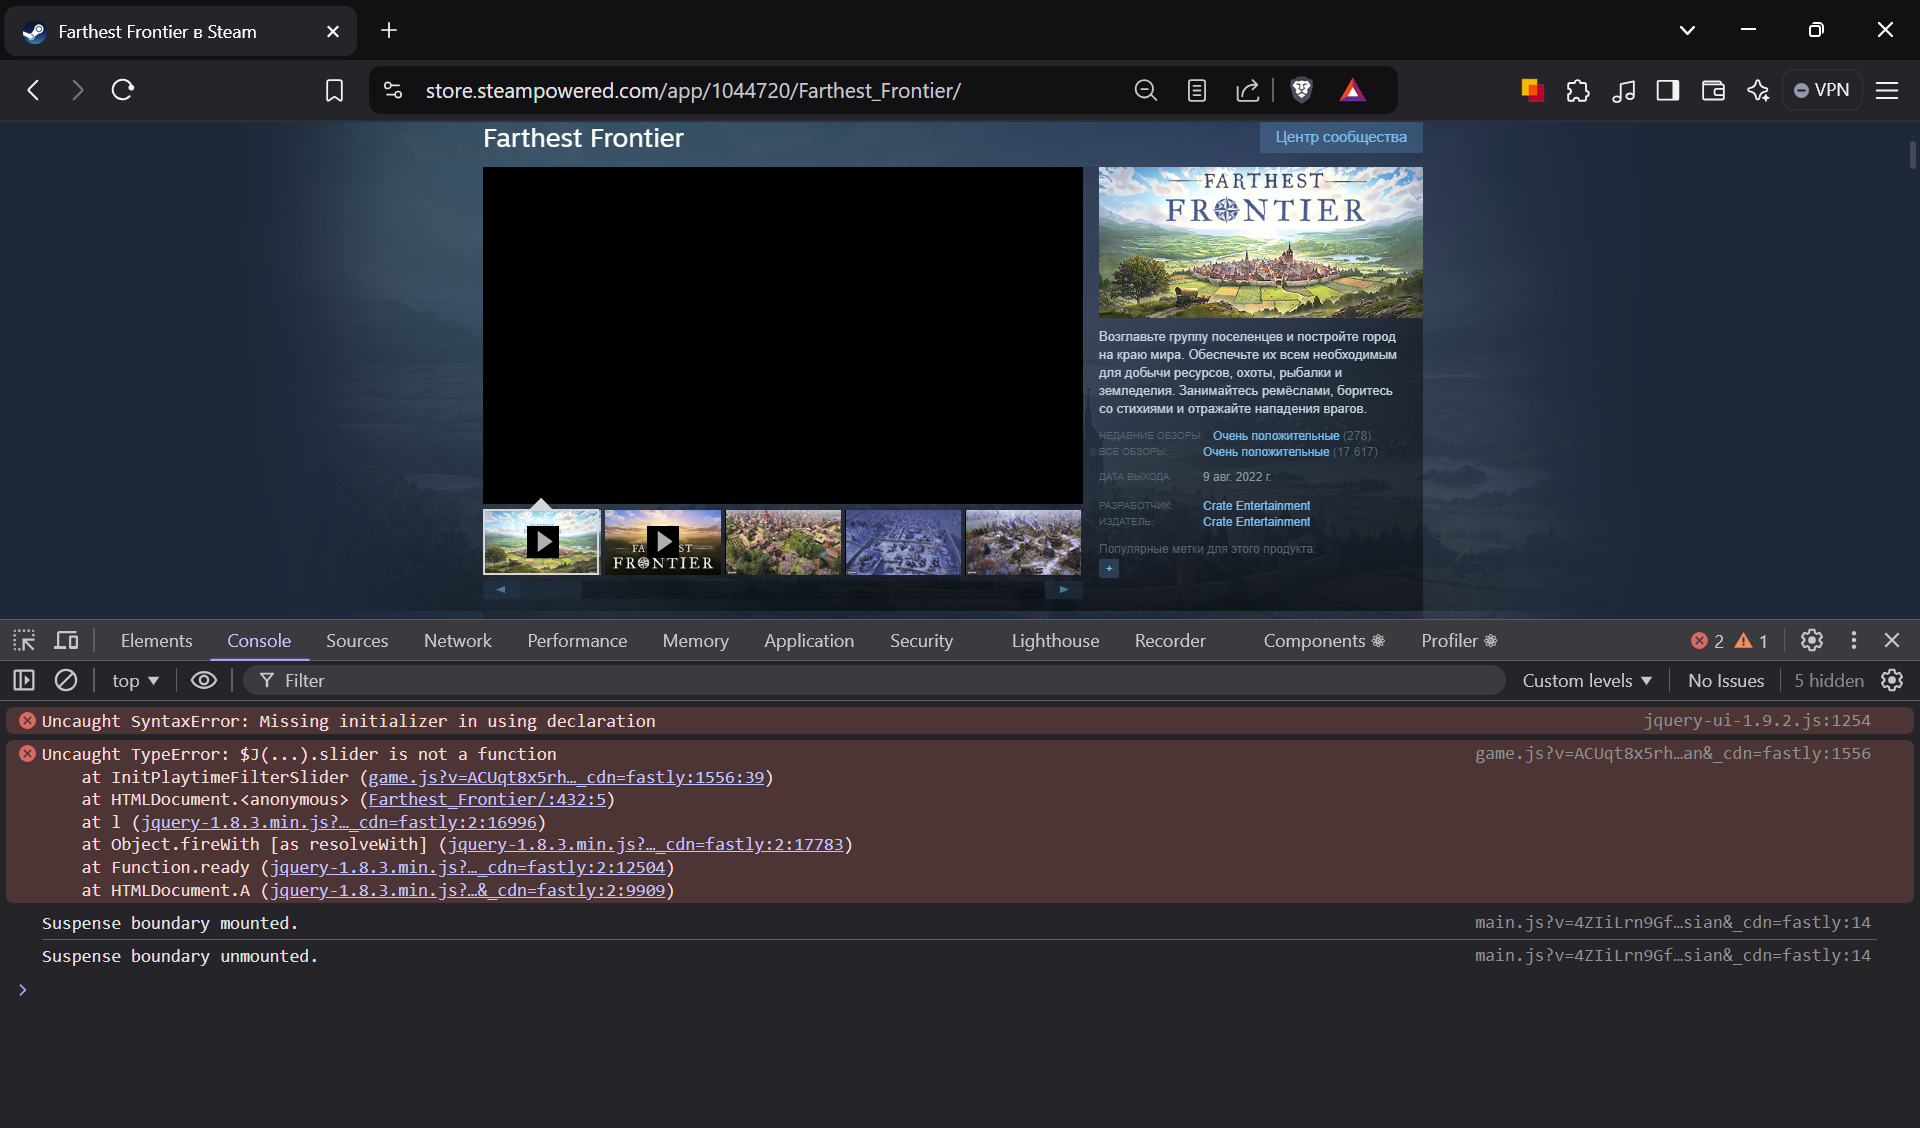 Farthest Frontier в Steam
store.steampowered.com/app/1044720/Farthest_Frontier/
VPN
Farthest Frontier
Центр сообщества
FARTHEST
FRONTIER
Возглавьте группу поселенцев и постройте город
на краю мира. Обеспечьте их всем необходимым
для добычи ресурсов, охоты, рыбалки и
земледелия. Занимайтесь ремёслами, боритесь
со стихиями и отражайте нападения врагов.
НЕДАВНИЕ ОБЗОРЫ: Очень положительные (278)
ВСЕ ОБЗОРЫ: Очень положительные (17,617)
ДАТА ВЫХОДА: 9 авг. 2022 г.
РАЗРАБОТЧИК: Crate Entertainment
ИЗДАТЕЛЬ: Crate Entertainment
Популярные метки для этого продукта:
+
FRONTIER
Elements Console Sources Network Performance Memory Application Security Lighthouse Recorder Components Profiler 2 1
top Filter Custom levels No Issues 5 hidden
Uncaught SyntaxError: Missing initializer in using declaration jquery-ui-1.9.2.js:1254
Uncaught TypeError: $J(...).slider is not a function game.js?v=ACUqt8x5rh…an&_cdn=fastly:1556
at InitPlaytimeFilterSlider (game.js?v=ACUqt8x5rh…_cdn=fastly:1556:39)
at HTMLDocument.<anonymous> (Farthest_Frontier/:432:5)
at l (jquery-1.8.3.min.js?…_cdn=fastly:2:16996)
at Object.fireWith [as resolveWith] (jquery-1.8.3.min.js?…_cdn=fastly:2:17783)
at Function.ready (jquery-1.8.3.min.js?…_cdn=fastly:2:12504)
at HTMLDocument.A (jquery-1.8.3.min.js?…&_cdn=fastly:2:9909)
Suspense boundary mounted. main.js?v=4ZIiLrn9Gf…sian&_cdn=fastly:14
Suspense boundary unmounted. main.js?v=4ZIiLrn9Gf…sian&_cdn=fastly:14